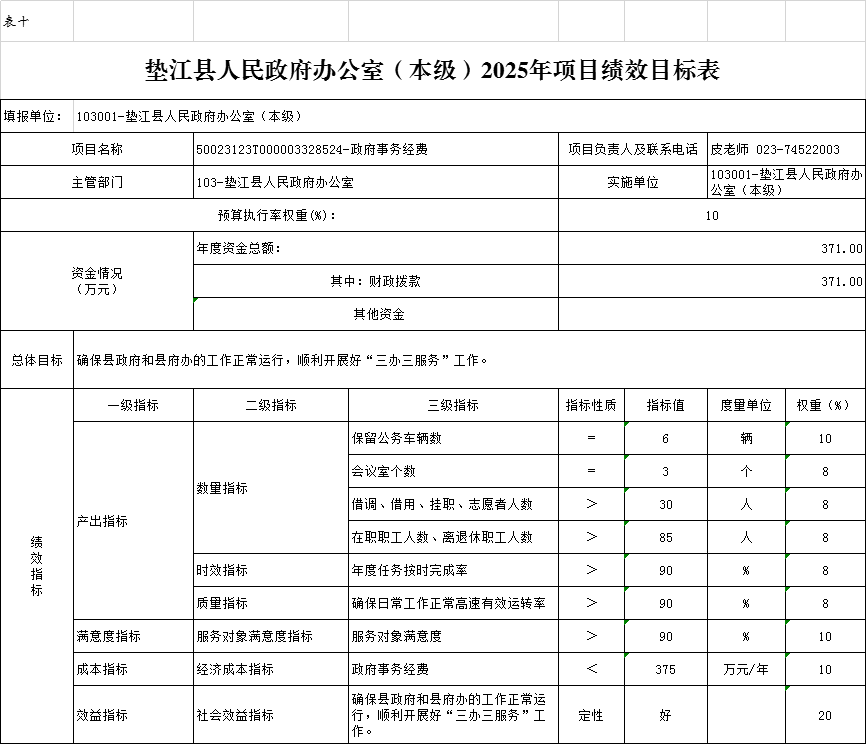 表十
垫江县人民政府办公室（本级）2025年项目绩效目标表
填报单位： 103001-垫江县人民政府办公室（本级）
项目名称 50023123T000003328524-政府事务经费 项目负责人及联系电话 皮老师 023-74522003
主管部门 103-垫江县人民政府办公室 实施单位 103001-垫江县人民政府办
公室（本级）
预算执行率权重(%)： 10
资金情况
（万元）
年度资金总额： 371.00
其中：财政拨款 371.00
其他资金
总体目标 确保县政府和县府办的工作正常运行，顺利开展好“三办三服务”工作。
绩效指标
一级指标 二级指标 三级指标 指标性质 指标值 度量单位 权重（%）
产出指标 数量指标 保留公务车辆数 ＝ 6 辆 10
会议室个数 ＝ 3 个 8
借调、借用、挂职、志愿者人数 ＞ 30 人 8
在职职工人数、离退休职工人数 ＞ 85 人 8
时效指标 年度任务按时完成率 ＞ 90 % 8
质量指标 确保日常工作正常高速有效运转率 ＞ 90 % 8
满意度指标 服务对象满意度指标 服务对象满意度 ＞ 90 % 10
成本指标 经济成本指标 政府事务经费 ＜ 375 万元/年 10
效益指标 社会效益指标 确保县政府和县府办的工作正常运
行，顺利开展好“三办三服务”工
作。 定性 好 20